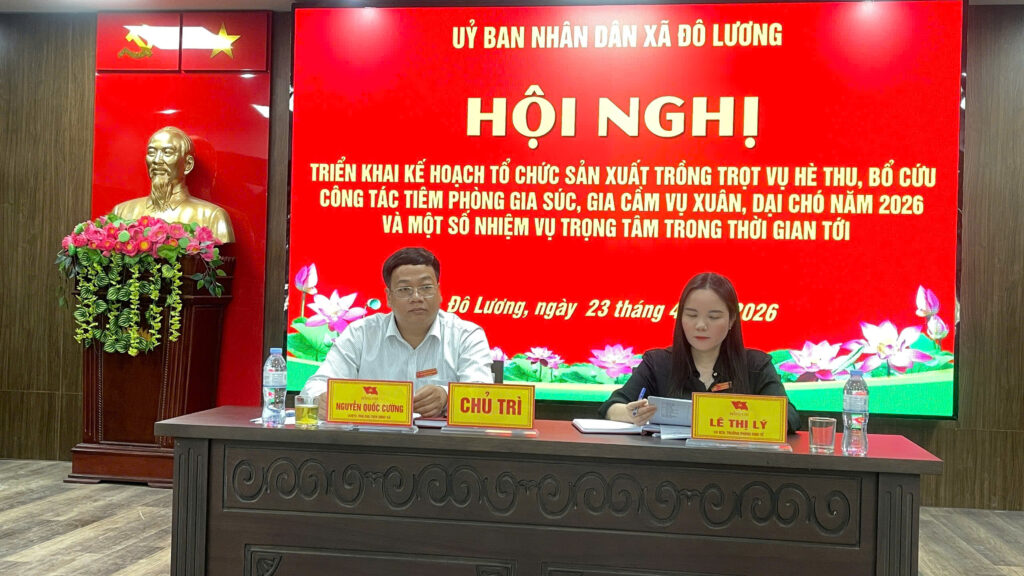 UỶ BAN NHÂN DÂN XÃ ĐÔ LƯƠNG
HỘI NGHỊ
TRIỂN KHAI KẾ HOẠCH TỔ CHỨC SẢN XUẤT TRỒNG TRỌT VỤ HÈ THU, BỔ CỨU
CÔNG TÁC TIÊM PHÒNG GIA SÚC, GIA CẦM VỤ XUÂN, DẠI CHÓ NĂM 2026
VÀ MỘT SỐ NHIỆM VỤ TRỌNG TÂM TRONG THỜI GIAN TỚI
Đô Lương, ngày 23 tháng 4 2026
NGUYỄN QUỐC CƯỜNG
CHỦ TRÌ
LÊ THỊ LÝ